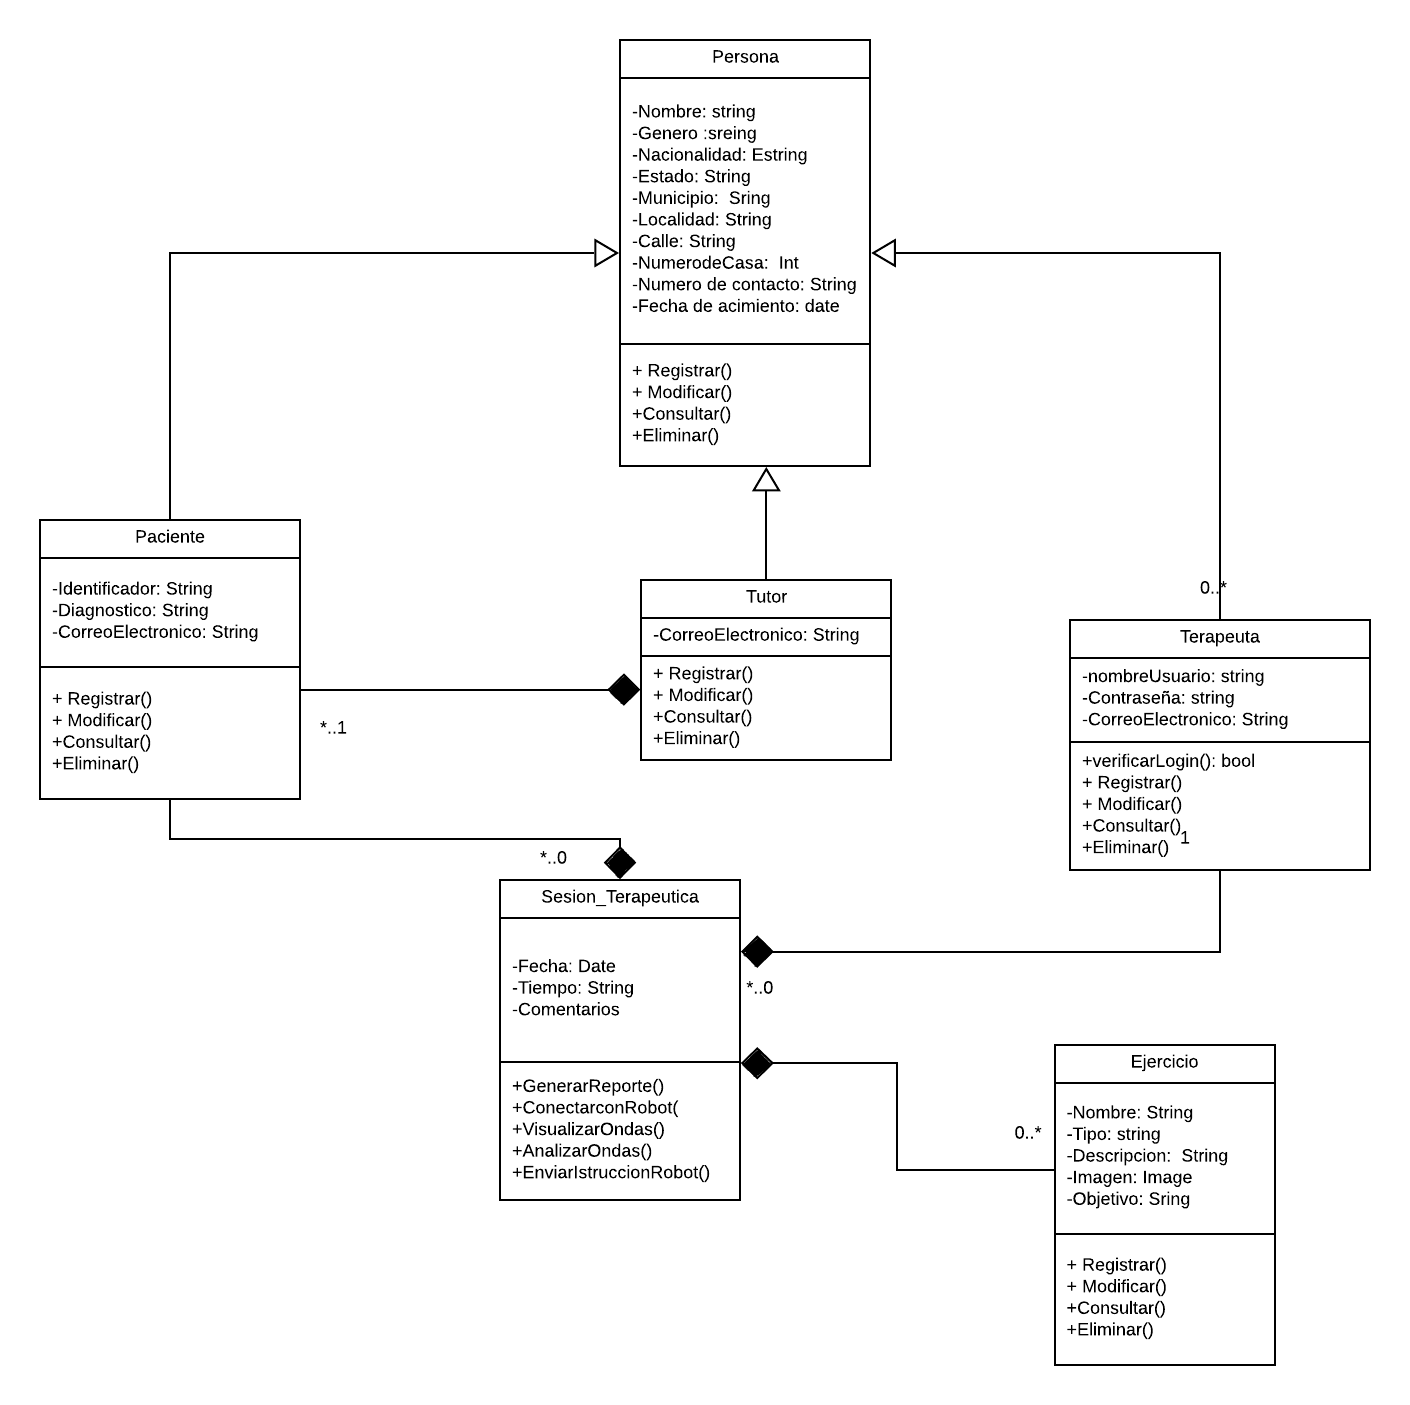 Persona
-Nombre: string
-Genero :sreing
-Nacionalidad: Estring
-Estado: String
-Municipio:  Sring
-Localidad: String
-Calle: String
-NumerodeCasa:  Int
-Numero de contacto: String
-Fecha de acimiento: date
+ Registrar()
+ Modificar()
+Consultar()
+Eliminar()
Paciente
-Identificador: String
-Diagnostico: String
-CorreoElectronico: String
+ Registrar()
+ Modificar()
+Consultar()
+Eliminar()
*..1
Tutor
-CorreoElectronico: String
+ Registrar()
+ Modificar()
+Consultar()
+Eliminar()
0..*
Terapeuta
-nombreUsuario: string
-Contraseña: string
-CorreoElectronico: String
+verificarLogin(): bool
+ Registrar()
+ Modificar()
+Consultar()
+Eliminar()
1
*..0
Sesion_Terapeutica
-Fecha: Date
-Tiempo: String
-Comentarios
+GenerarReporte()
+ConectarconRobot(
+VisualizarOndas()
+AnalizarOndas()
+EnviarIstruccionRobot()
*..0
0..*
Ejercicio
-Nombre: String
-Tipo: string
-Descripcion:  String
-Imagen: Image
-Objetivo: Sring
+ Registrar()
+ Modificar()
+Consultar()
+Eliminar()